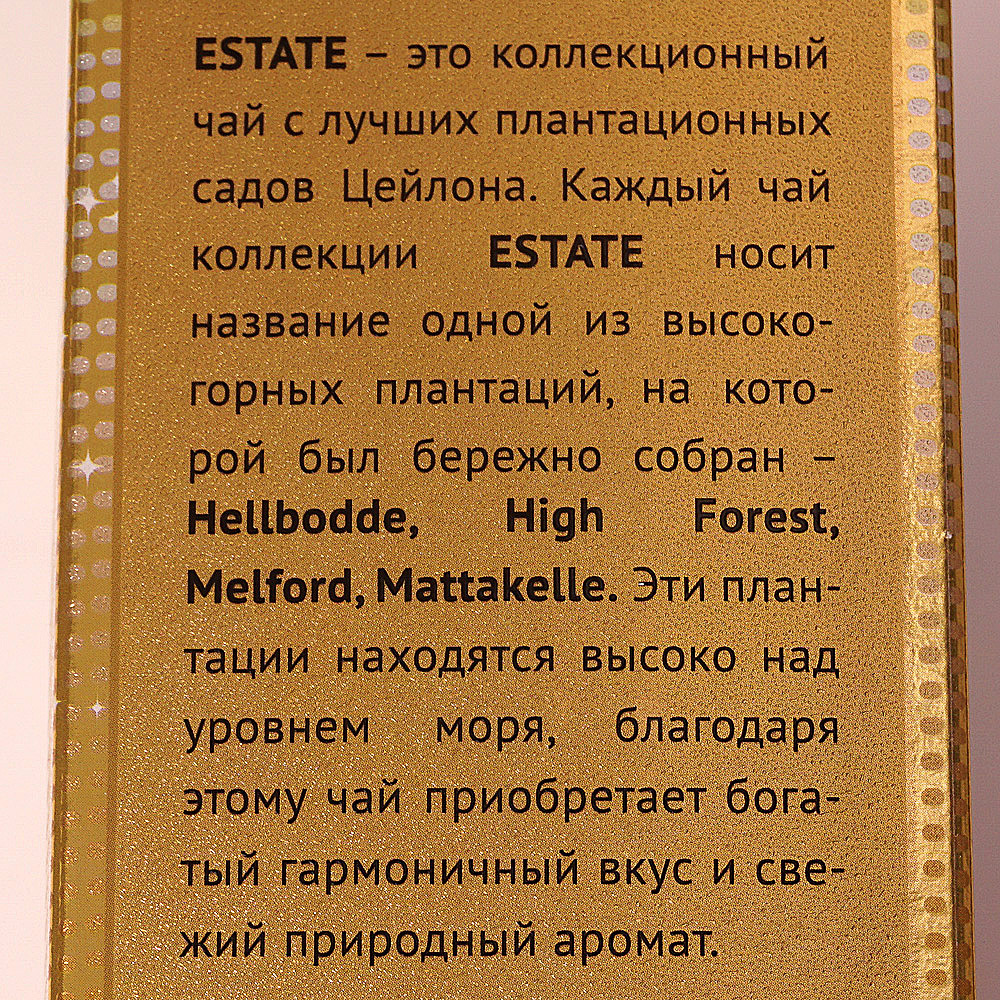 ESTATE – это коллекционный
чай с лучших плантационных
садов Цейлона. Каждый чай
коллекции ESTATE носит
название одной из высоко-
горных плантаций, на кото-
рой был бережно собран –
Hellbodde, High Forest,
Melford, Mattakelle. Эти план-
тации находятся высоко над
уровнем моря, благодаря
этому чай приобретает бога-
тый гармоничный вкус и све-
жий природный аромат.